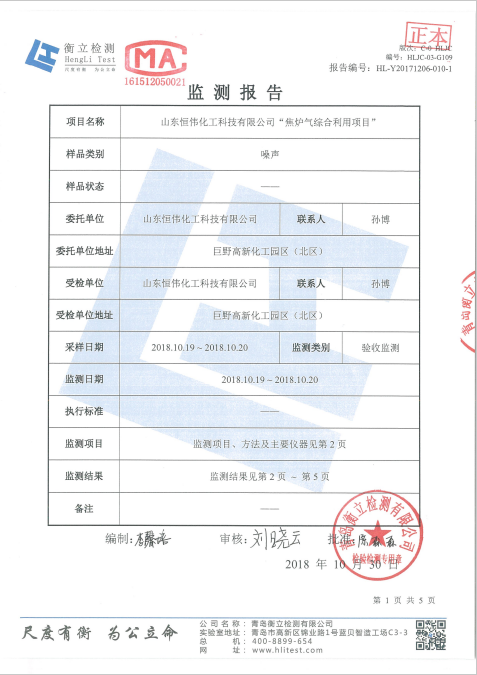 衡立检测
HengLi Test
尺度有衡 为公立命
MA
161512050021
正本
版次：C-0 HLJC
编号：HLJC-03-G109
报告编号：HL-Y20171206-010-1
监测报告
项目名称 山东恒伟化工科技有限公司“焦炉气综合利用项目”
样品类别 噪声
样品状态 ——
委托单位 山东恒伟化工科技有限公司 联系人 孙博
委托单位地址 巨野高新化工园区（北区）
受检单位 山东恒伟化工科技有限公司 联系人 孙博
受检单位地址 巨野高新化工园区（北区）
采样日期 2018.10.19～2018.10.20 监测类别 验收监测
监测日期 2018.10.19－2018.10.20
执行标准 ——
监测项目 监测项目、方法及主要仪器见第 2 页
监测结果 监测结果见第 2 页 ～ 第 5 页
备注 ——
编制： 审核：刘晓云 批准：
2018 年 10 月 30 日
青岛衡立检测有限公司
检验检测专用章
青岛衡立
第 1 页 共 5 页
尺度有衡 为公立命
公司名称：青岛衡立检测有限公司
实验室地址：青岛市高新区锦业路1号蓝贝智造工场C3-3
总机：400-8899-654
网址：www.hlitest.com